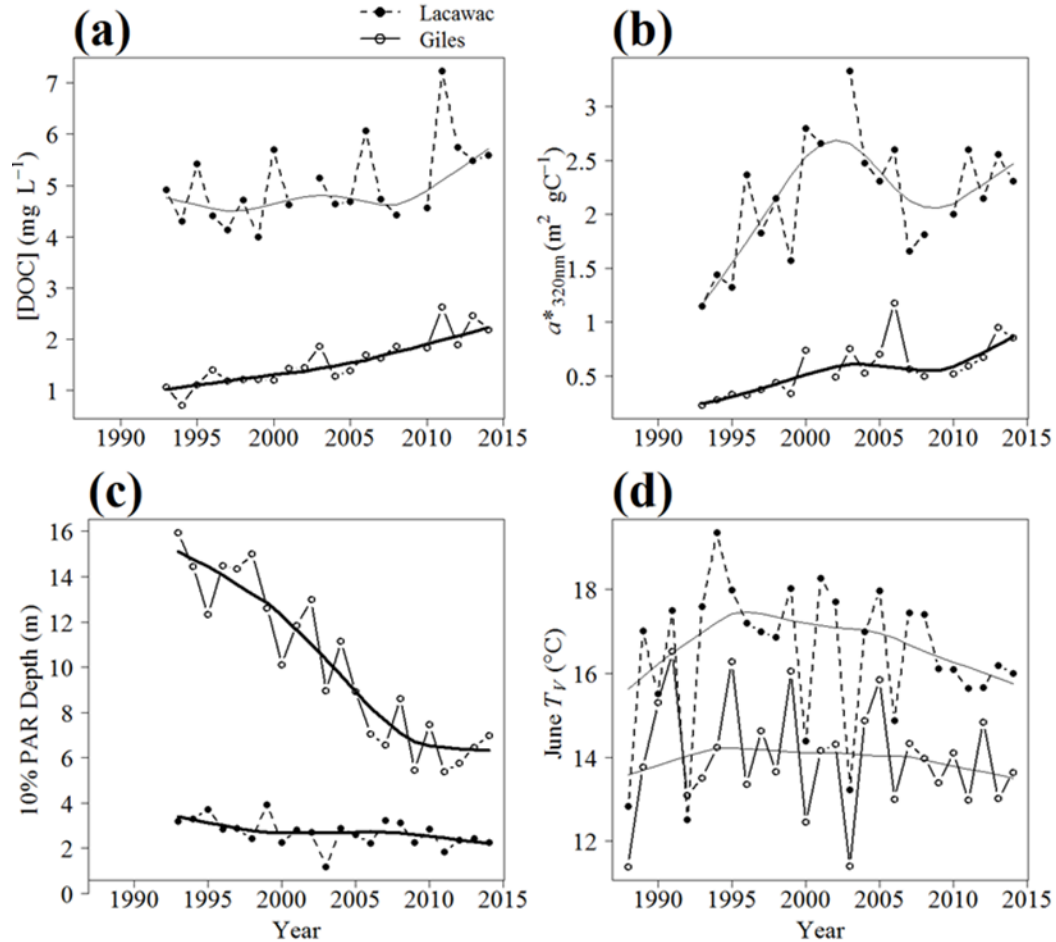 (a)
Lacawac
Giles
(b)
[DOC] (mg L⁻¹)
7
6
5
4
3
2
1
1990 1995 2000 2005 2010 2015
a*320nm (m² gC⁻¹)
3
2.5
2
1.5
1
0.5
1990 1995 2000 2005 2010 2015
(c)
(d)
10% PAR Depth (m)
16
14
12
10
8
6
4
2
0
1990 1995 2000 2005 2010 2015
Year
June TV (°C)
18
16
14
12
1990 1995 2000 2005 2010 2015
Year